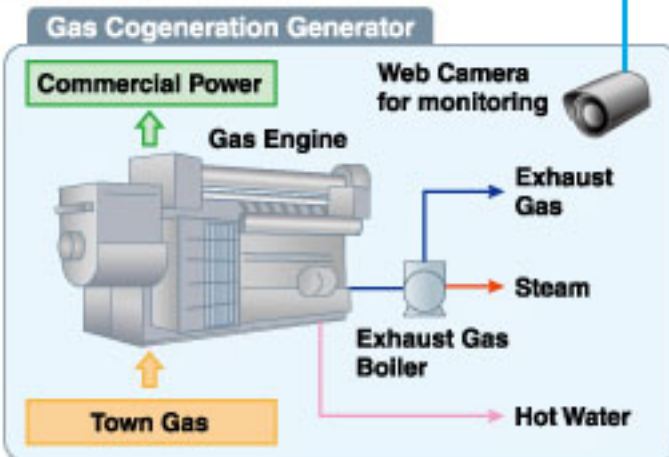 Gas Cogeneration Generator
Commercial Power
Web Camera
for monitoring
Gas Engine
Exhaust
Gas
Steam
Exhaust Gas
Boiler
Town Gas
Hot Water